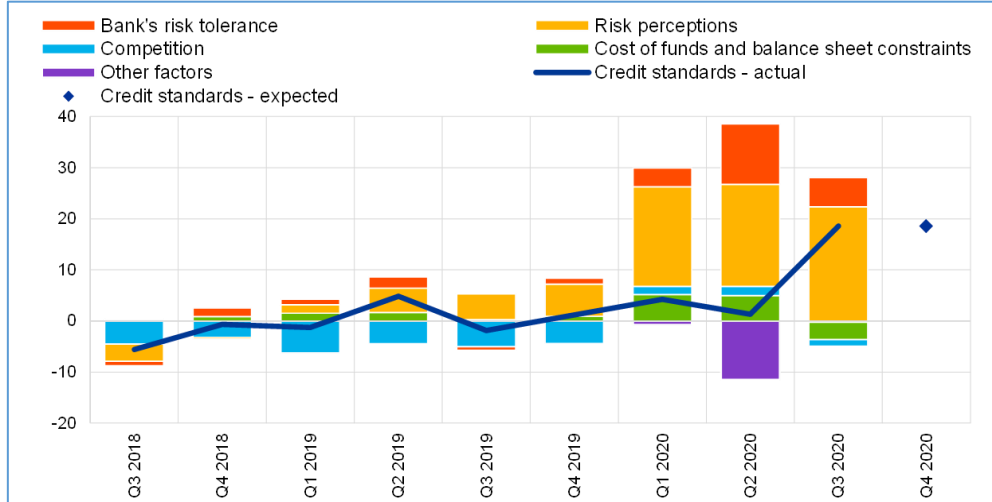 Bank's risk tolerance
Risk perceptions
Competition
Cost of funds and balance sheet constraints
Other factors
Credit standards - actual
Credit standards - expected
40
30
20
10
0
-10
-20
Q3 2018
Q4 2018
Q1 2019
Q2 2019
Q3 2019
Q4 2019
Q1 2020
Q2 2020
Q3 2020
Q4 2020